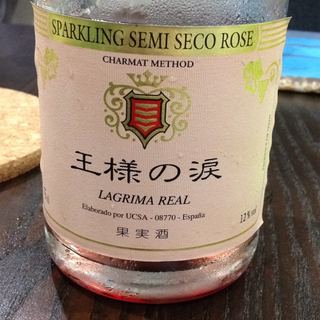 SPARKLING SEMI SECO ROSE
CHARMAT METHOD
王様の涙
LAGRIMA REAL
Elaborado por UCSA - 08770 - España
12% vol
果実酒